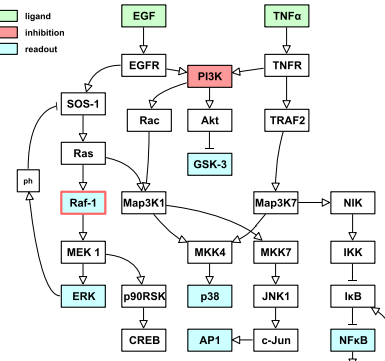 ligand
inhibition
readout
EGF
TNFα
EGFR
PI3K
TNFR
SOS-1
Rac
Akt
TRAF2
Ras
GSK-3
ph
Raf-1
Map3K1
Map3K7
NIK
MEK 1
MKK4
MKK7
IKK
ERK
p90RSK
p38
JNK1
IκB
CREB
AP1
c-Jun
NFκB